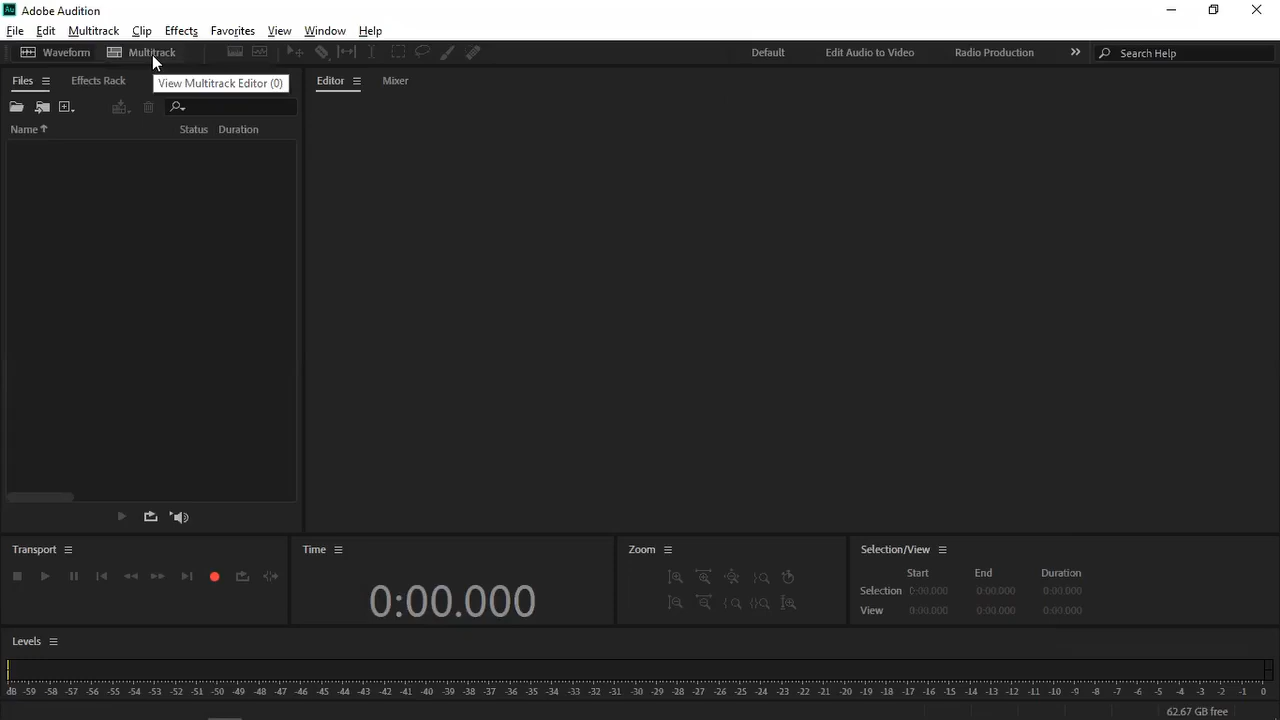 Au Adobe Audition
File Edit Multitrack Clip Effects Favorites View Window Help
Waveform Multitrack Default Edit Audio to Video Radio Production Search Help
Files Effects Rack View Multitrack Editor (0) Editor Mixer
Name Status Duration
Transport Time Zoom Selection/View
Start End Duration
Selection 0:00.000 0:00.000 0:00.000
View 0:00.000 0:00.000 0:00.000
0:00.000
Levels
dB -59 -58 -57 -56 -55 -54 -53 -52 -51 -50 -49 -48 -47 -46 -45 -44 -43 -42 -41 -40 -39 -38 -37 -36 -35 -34 -33 -32 -31 -30 -29 -28 -27 -26 -25 -24 -23 -22 -21 -20 -19 -18 -17 -16 -15 -14 -13 -12 -11 -10 -9 -8 -7 -6 -5 -4 -3 -2 -1 0
62.67 GB free